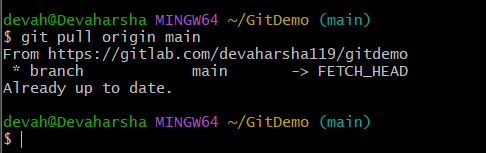 devah@Devaharsha MINGW64 ~/GitDemo (main)
$ git pull origin main
From https://gitlab.com/devaharsha119/gitdemo
 * branch            main       -> FETCH_HEAD
Already up to date.

devah@Devaharsha MINGW64 ~/GitDemo (main)
$